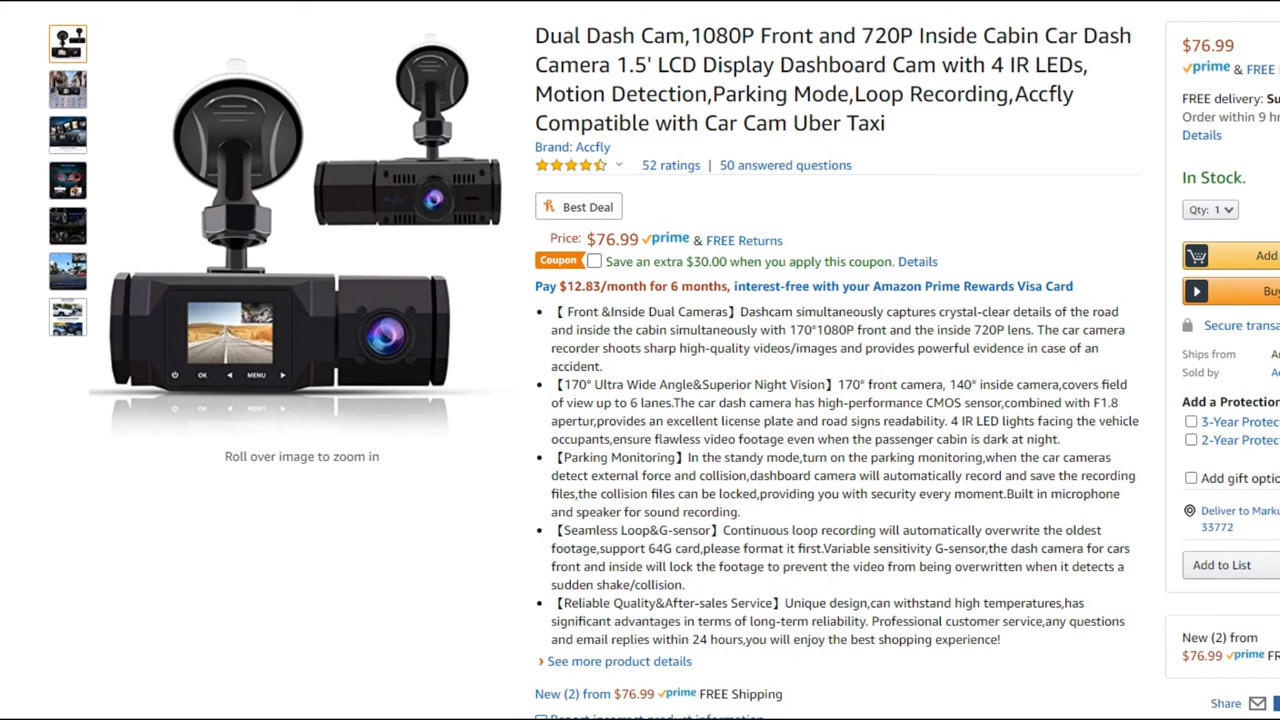 Dual Dash Cam,1080P Front and 720P Inside Cabin Car Dash
Camera 1.5' LCD Display Dashboard Cam with 4 IR LEDs,
Motion Detection,Parking Mode,Loop Recording,Accfly
Compatible with Car Cam Uber Taxi
Brand: Accfly
52 ratings | 50 answered questions
Best Deal
Price: $76.99 prime & FREE Returns
Coupon Save an extra $30.00 when you apply this coupon. Details
Pay $12.83/month for 6 months, interest-free with your Amazon Prime Rewards Visa Card
• 【 Front &Inside Dual Cameras】Dashcam simultaneously captures crystal-clear details of the road
and inside the cabin simultaneously with 170°1080P front and the inside 720P lens. The car camera
recorder shoots sharp high-quality videos/images and provides powerful evidence in case of an
accident.
• 【170° Ultra Wide Angle&Superior Night Vision】170° front camera, 140° inside camera,covers field
of view up to 6 lanes.The car dash camera has high-performance CMOS sensor,combined with F1.8
apertur,provides an excellent license plate and road signs readability. 4 IR LED lights facing the vehicle
occupants,ensure flawless video footage even when the passenger cabin is dark at night.
• 【Parking Monitoring】In the standy mode,turn on the parking monitoring,when the car cameras
detect external force and collision,dashboard camera will automatically record and save the recording
files,the collision files can be locked,providing you with security every moment.Built in microphone
and speaker for sound recording.
• 【Seamless Loop&G-sensor】Continuous loop recording will automatically overwrite the oldest
footage,support 64G card,please format it first.Variable sensitivity G-sensor,the dash camera for cars
front and inside will lock the footage to prevent the video from being overwritten when it detects a
sudden shake/collision.
• 【Reliable Quality&After-sales Service】Unique design,can withstand high temperatures,has
significant advantages in terms of long-term reliability. Professional customer service,any questions
and email replies within 24 hours,you will enjoy the best shopping experience!
› See more product details
New (2) from $76.99 prime FREE Shipping
Report incorrect product information
OK MENU
Roll over image to zoom in
$76.99
prime & FREE
FREE delivery: Su
Order within 9 h
Details
In Stock.
Qty: 1
Add
Bu
Secure transa
Ships from A
Sold by A
Add a Protection
3-Year Protec
2-Year Protec
Add gift optio
Deliver to Marku
33772
Add to List
New (2) from
$76.99 prime FR
Share